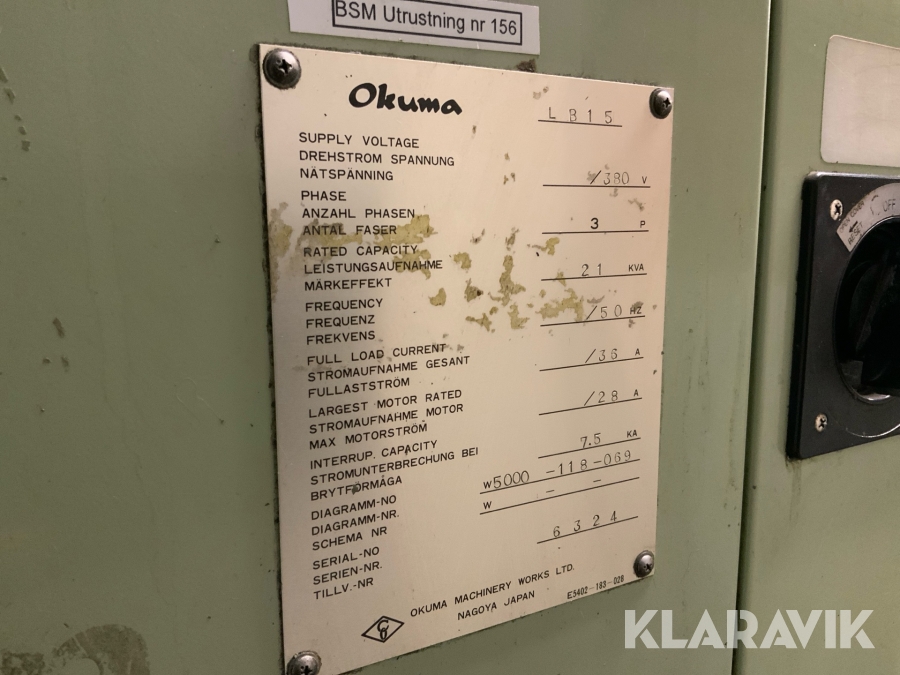 BSM Utrustning nr 156
Okuma
LB15
SUPPLY VOLTAGE
DREHSTROM SPANNUNG
NÄTSPÄNNING
/380 V
PHASE
ANZAHL PHASEN
ANTAL FASER
3 P
RATED CAPACITY
LEISTUNGSAUFNAHME
MÄRKEFFEKT
21 KVA
FREQUENCY
FREQUENZ
FREKVENS
/50 HZ
FULL LOAD CURRENT
STROMAUFNAHME GESANT
FULLASTSTRÖM
/36 A
LARGEST MOTOR RATED
STROMAUFNAHME MOTOR
MAX MOTORSTRÖM
/28 A
INTERRUP. CAPACITY
STROMUNTERBRECHUNG BEI
BRYTFÖRMÅGA
7.5 KA
DIAGRAMM-NO
DIAGRAMM-NR.
SCHEMA NR
W5000-118-069
W - -
SERIAL-NO
SERIEN-NR.
TILLV.-NR
6324
OKUMA MACHINERY WORKS LTD.
NAGOYA JAPAN
E5402-183-028
OPEN COVER
RESET
OFF
KLARAVIK